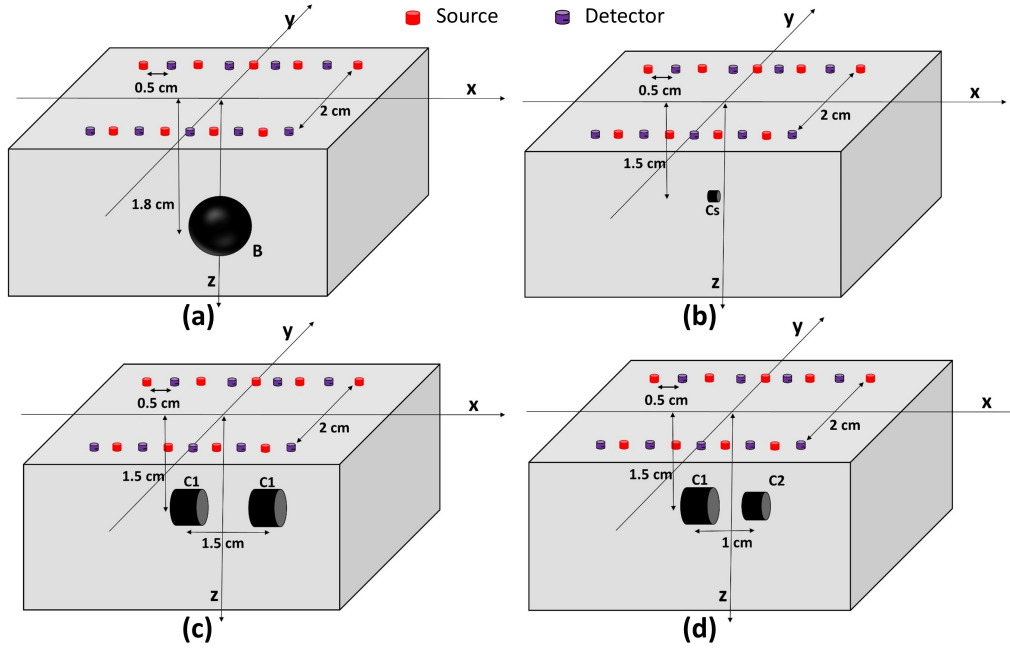 Source Detector
y
x
0.5 cm
2 cm
1.8 cm
B
z
(a)
y
x
0.5 cm
2 cm
1.5 cm
Cs
z
(b)
y
x
0.5 cm
2 cm
1.5 cm
C1 C1
1.5 cm
z
(c)
y
x
0.5 cm
2 cm
1.5 cm
C1 C2
1 cm
z
(d)